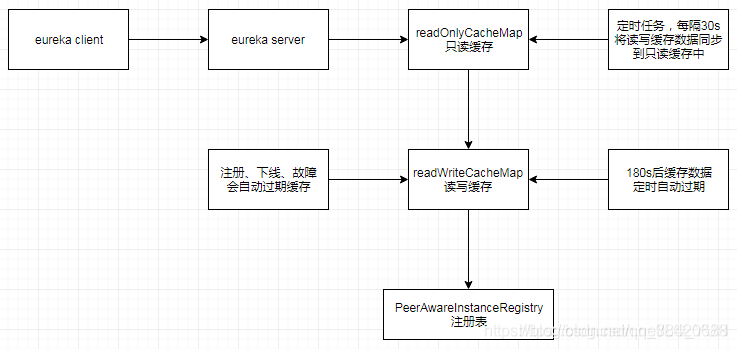 eureka client
eureka server
readOnlyCacheMap
只读缓存
定时任务，每隔30s
将读写缓存数据同步
到只读缓存中
注册、下线、故障
会自动过期缓存
readWriteCacheMap
读写缓存
180s后缓存数据
定时自动过期
PeerAwareInstanceRegistry
注册表